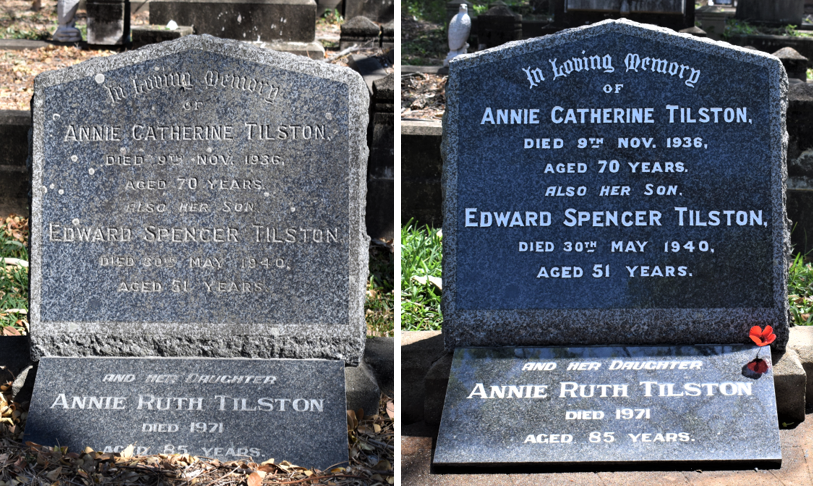 In Loving Memory
OF
ANNIE CATHERINE TILSTON,
DIED 9TH NOV. 1936,
AGED 70 YEARS.
ALSO HER SON,
EDWARD SPENCER TILSTON,
DIED 30TH MAY 1940,
AGED 51 YEARS.
AND HER DAUGHTER
ANNIE RUTH TILSTON
DIED 1971
AGED 85 YEARS.
In Loving Memory
OF
ANNIE CATHERINE TILSTON,
DIED 9TH NOV. 1936,
AGED 70 YEARS.
ALSO HER SON,
EDWARD SPENCER TILSTON,
DIED 30TH MAY 1940,
AGED 51 YEARS.
AND HER DAUGHTER
ANNIE RUTH TILSTON
DIED 1971
AGED 85 YEARS.